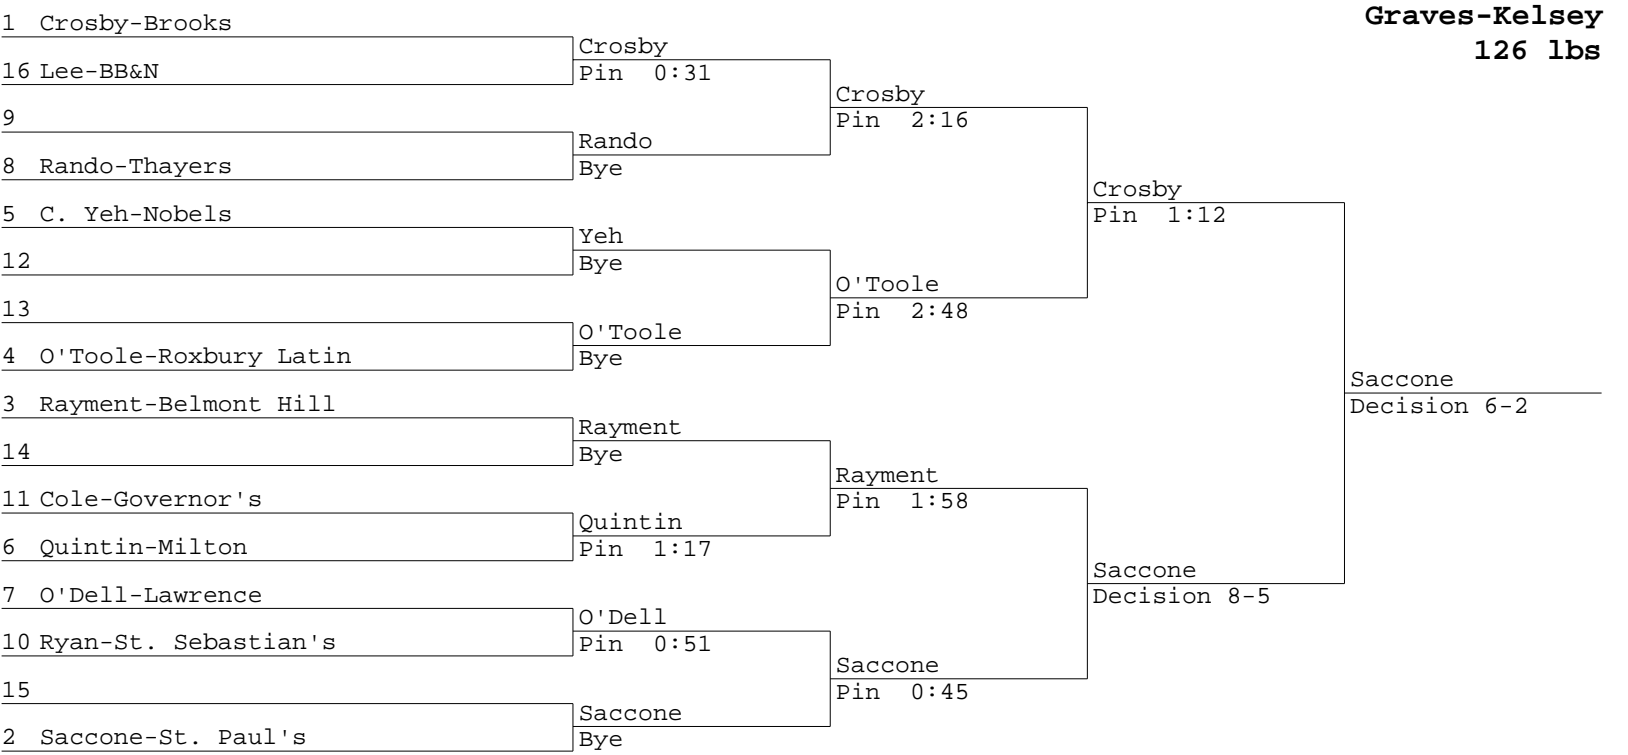 Graves-Kelsey
126 lbs
1 Crosby-Brooks
16 Lee-BB&N
9
8 Rando-Thayers
5 C. Yeh-Nobels
12
13
4 O'Toole-Roxbury Latin
3 Rayment-Belmont Hill
14
11 Cole-Governor's
6 Quintin-Milton
7 O'Dell-Lawrence
10 Ryan-St. Sebastian's
15
2 Saccone-St. Paul's
Crosby
Pin 0:31
Rando
Bye
Yeh
Bye
O'Toole
Bye
Rayment
Bye
Quintin
Pin 1:17
O'Dell
Pin 0:51
Saccone
Bye
Crosby
Pin 2:16
O'Toole
Pin 2:48
Rayment
Pin 1:58
Saccone
Pin 0:45
Crosby
Pin 1:12
Saccone
Decision 8-5
Saccone
Decision 6-2